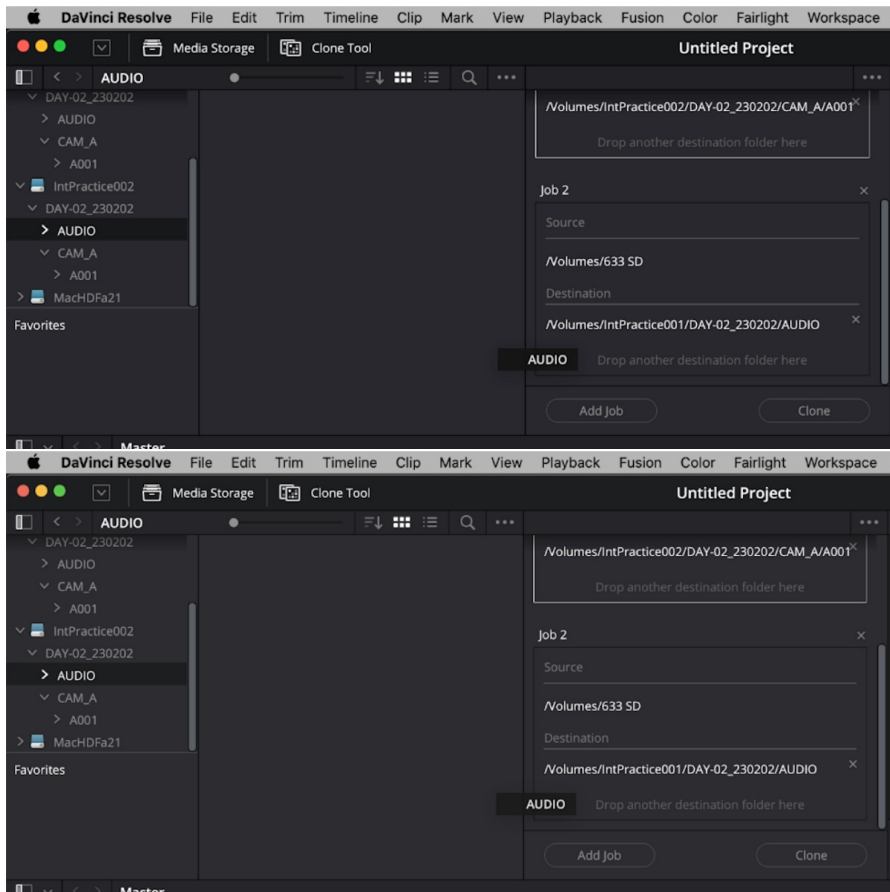 DaVinci Resolve File Edit Trim Timeline Clip Mark View Playback Fusion Color Fairlight Workspace
Media Storage Clone Tool Untitled Project
AUDIO
DAY-02_230202
AUDIO
CAM_A
A001
IntPractice002
DAY-02_230202
AUDIO
CAM_A
A001
MacHDFa21
Favorites
/Volumes/IntPractice002/DAY-02_230202/CAM_A/A001
Drop another destination folder here
Job 2
Source
/Volumes/633 SD
Destination
/Volumes/IntPractice001/DAY-02_230202/AUDIO
AUDIO Drop another destination folder here
Add Job Clone
Master
DaVinci Resolve File Edit Trim Timeline Clip Mark View Playback Fusion Color Fairlight Workspace
Media Storage Clone Tool Untitled Project
AUDIO
DAY-02_230202
AUDIO
CAM_A
A001
IntPractice002
DAY-02_230202
AUDIO
CAM_A
A001
MacHDFa21
Favorites
/Volumes/IntPractice002/DAY-02_230202/CAM_A/A001
Drop another destination folder here
Job 2
Source
/Volumes/633 SD
Destination
/Volumes/IntPractice001/DAY-02_230202/AUDIO
AUDIO Drop another destination folder here
Add Job Clone
Master